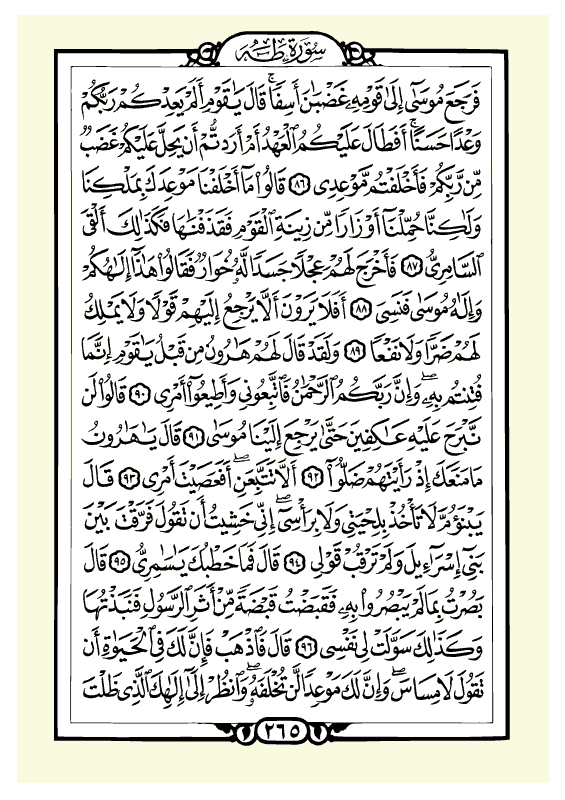 سورة طه
فَرَجَعَ مُوسَىٰٓ إِلَىٰ قَوْمِهِۦ غَضْبَٰنَ أَسِفًاۚ قَالَ يَٰقَوْمِ أَلَمْ يَعِدْكُمْ رَبُّكُمْ
وَعْدًا حَسَنًاۚ أَفَطَالَ عَلَيْكُمُ ٱلْعَهْدُ أَمْ أَرَدتُّمْ أَن يَحِلَّ عَلَيْكُمْ غَضَبٌ
مِّن رَّبِّكُمْ فَأَخْلَفْتُم مَّوْعِدِى ٨٦ قَالُوا۟ مَآ أَخْلَفْنَا مَوْعِدَكَ بِمَلْكِنَا
وَلَٰكِنَّا حُمِّلْنَآ أَوْزَارًا مِّن زِينَةِ ٱلْقَوْمِ فَقَذَفْنَٰهَا فَكَذَٰلِكَ أَلْقَى
ٱلسَّامِرِىُّ ٨٧ فَأَخْرَجَ لَهُمْ عِجْلًا جَسَدًا لَّهُۥ خُوَارٌ فَقَالُوا۟ هَٰذَآ إِلَٰهُكُمْ
وَإِلَٰهُ مُوسَىٰ فَنَسِىَ ٨٨ أَفَلَا يَرَوْنَ أَلَّا يَرْجِعُ إِلَيْهِمْ قَوْلًا وَلَا يَمْلِكُ
لَهُمْ ضَرًّا وَلَا نَفْعًا ٨٩ وَلَقَدْ قَالَ لَهُمْ هَٰرُونُ مِن قَبْلُ يَٰقَوْمِ إِنَّمَا
فُتِنتُم بِهِۦۖ وَإِنَّ رَبَّكُمُ ٱلرَّحْمَٰنُ فَٱتَّبِعُونِى وَأَطِيعُوٓا۟ أَمْرِى ٩٠ قَالُوا۟ لَن
نَّبْرَحَ عَلَيْهِ عَٰكِفِينَ حَتَّىٰ يَرْجِعَ إِلَيْنَا مُوسَىٰ ٩١ قَالَ يَٰهَٰرُونُ
مَا مَنَعَكَ إِذْ رَأَيْتَهُمْ ضَلُّوٓا۟ ٩٢ أَلَّا تَتَّبِعَنِۖ أَفَعَصَيْتَ أَمْرِى ٩٣ قَالَ
يَبْنَؤُمَّ لَا تَأْخُذْ بِلِحْيَتِى وَلَا بِرَأْسِىٓۖ إِنِّى خَشِيتُ أَن تَقُولَ فَرَّقْتَ بَيْنَ
بَنِىٓ إِسْرَٰٓءِيلَ وَلَمْ تَرْقُبْ قَوْلِى ٩٤ قَالَ فَمَا خَطْبُكَ يَٰسَٰمِرِىُّ ٩٥ قَالَ
بَصُرْتُ بِمَا لَمْ يَبْصُرُوا۟ بِهِۦ فَقَبَضْتُ قَبْضَةً مِّنْ أَثَرِ ٱلرَّسُولِ فَنَبَذْتُهَا
وَكَذَٰلِكَ سَوَّلَتْ لِى نَفْسِى ٩٦ قَالَ فَٱذْهَبْ فَإِنَّ لَكَ فِى ٱلْحَيَوٰةِ أَن
تَقُولَ لَا مِسَاسَۖ وَإِنَّ لَكَ مَوْعِدًا لَّن تُخْلَفَهُۥۖ وَٱنظُرْ إِلَىٰٓ إِلَٰهِكَ ٱلَّذِى ظَلْتَ
٢٦٥